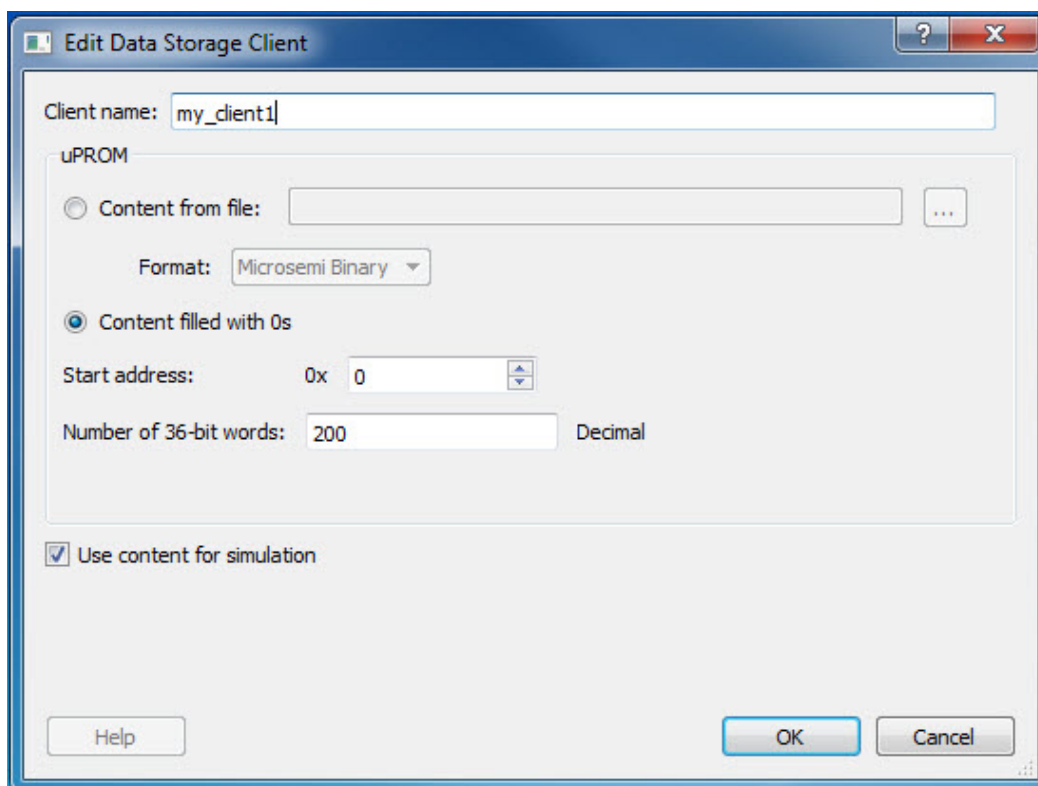 Edit Data Storage Client
Client name: my_client1
uPROM
Content from file: ...
Format: Microsemi Binary
Content filled with 0s
Start address: 0x 0
Number of 36-bit words: 200 Decimal
Use content for simulation
Help OK Cancel